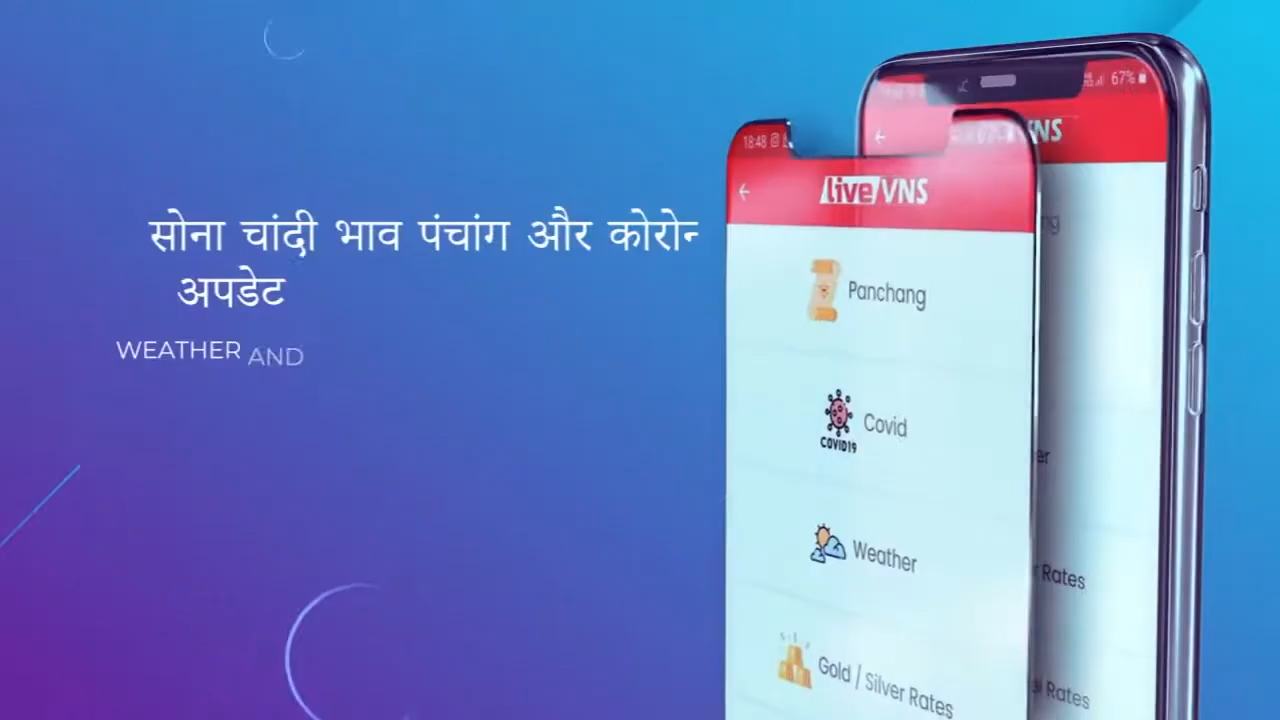 सोना चांदी भाव पंचांग और कोरोन
अपडेट
WEATHER AND
67%
VNS
18:48
live VNS
Panchang
COVID19 Covid
Weather
Rates
Gold / Silver Rates
Rates